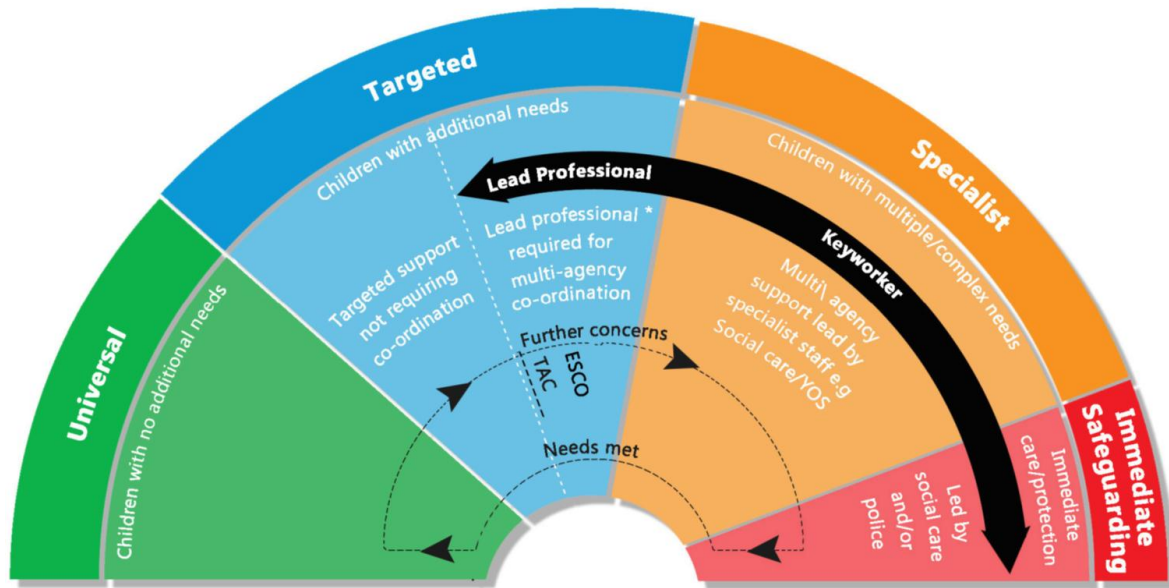 Universal
Children with no additional needs
Targeted
Children with additional needs
Targeted support
not requiring
co-ordination
Lead Professional
Lead professional *
required for
multi-agency
co-ordination
Further concerns
TAC
ESCO
Needs met
Specialist
Children with multiple/complex needs
Keyworker
Multi\ agency
support lead by
specialist staff e.g
Social care/YOS
Immediate
Safeguarding
Immediate
care/protection
Led by
social care
and/or
police